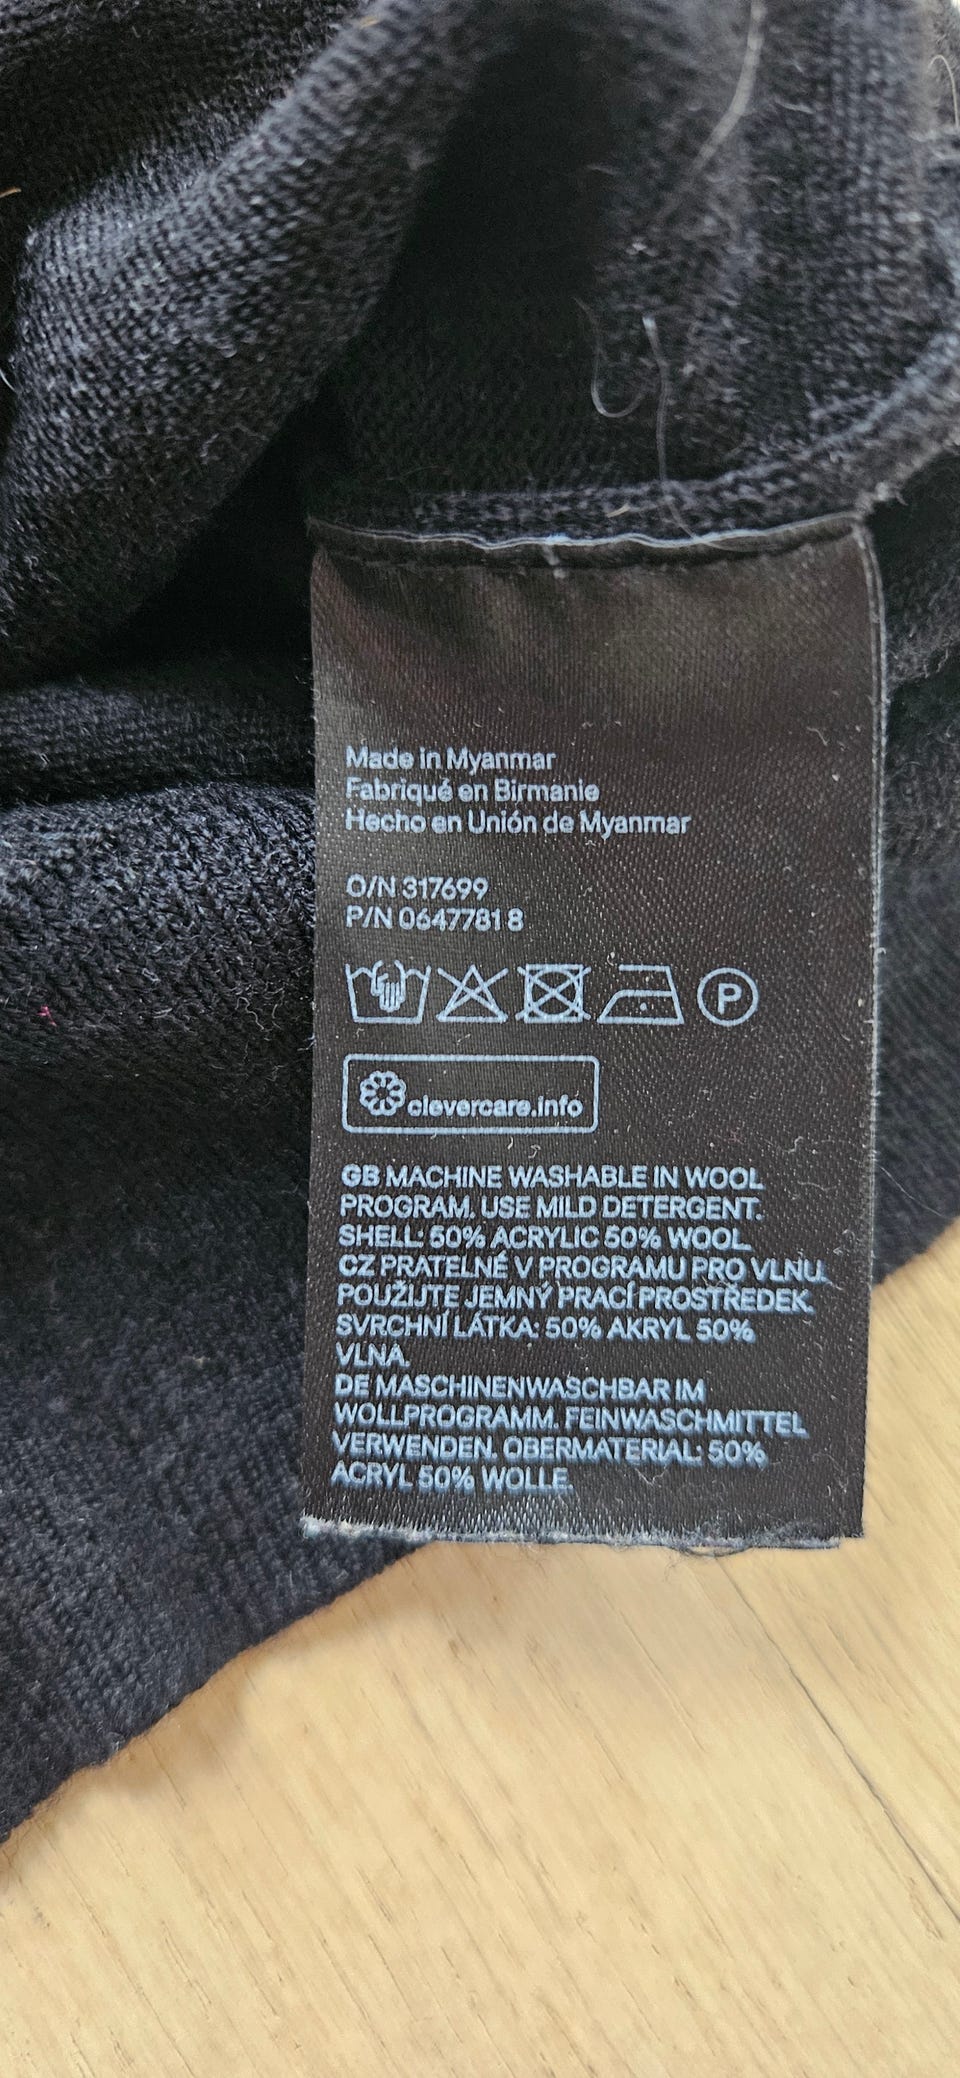 Made in Myanmar
Fabriqué en Birmanie
Hecho en Unión de Myanmar
O/N 317699
P/N 0647781 8
P
clevercare.info
GB MACHINE WASHABLE IN WOOL
PROGRAM. USE MILD DETERGENT.
SHELL: 50% ACRYLIC 50% WOOL
CZ PRATELNÉ V PROGRAMU PRO VLNU.
POUŽIJTE JEMNÝ PRACÍ PROSTŘEDEK.
SVRCHNÍ LÁTKA: 50% AKRYL 50%
VLNA.
DE MASCHINENWASCHBAR IM
WOLLPROGRAMM. FEINWASCHMITTEL
VERWENDEN. OBERMATERIAL: 50%
ACRYL 50% WOLLE.